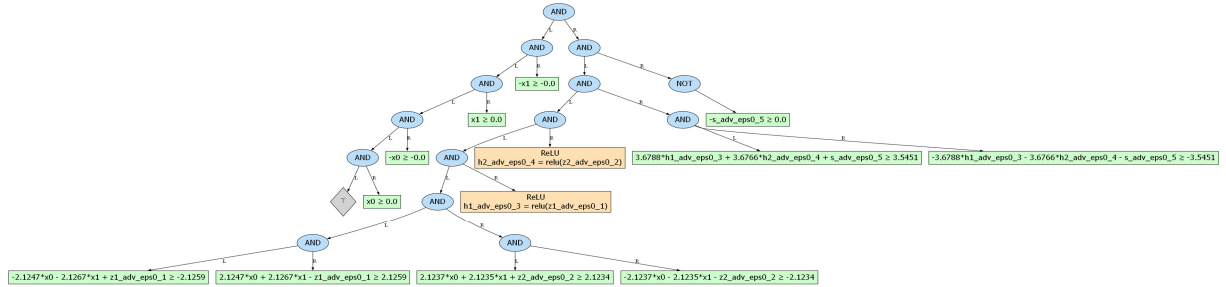 AND
L
R
AND
AND
L
R
L
R
AND
-x1 ≥ -0.0
AND
NOT
L
R
L
R
AND
x1 ≥ 0.0
AND
AND
-s_adv_eps0_5 ≥ 0.0
L
R
L
R
L
R
AND
-x0 ≥ -0.0
AND
ReLU
h2_adv_eps0_4 = relu(z2_adv_eps0_2)
3.6788*h1_adv_eps0_3 + 3.6766*h2_adv_eps0_4 + s_adv_eps0_5 ≥ 3.5451
-3.6788*h1_adv_eps0_3 - 3.6766*h2_adv_eps0_4 - s_adv_eps0_5 ≥ -3.5451
L
R
L
R
⊤
x0 ≥ 0.0
AND
ReLU
h1_adv_eps0_3 = relu(z1_adv_eps0_1)
L
R
AND
AND
L
R
L
R
-2.1247*x0 - 2.1267*x1 + z1_adv_eps0_1 ≥ -2.1259
2.1247*x0 + 2.1267*x1 - z1_adv_eps0_1 ≥ 2.1259
2.1237*x0 + 2.1235*x1 + z2_adv_eps0_2 ≥ 2.1234
-2.1237*x0 - 2.1235*x1 - z2_adv_eps0_2 ≥ -2.1234